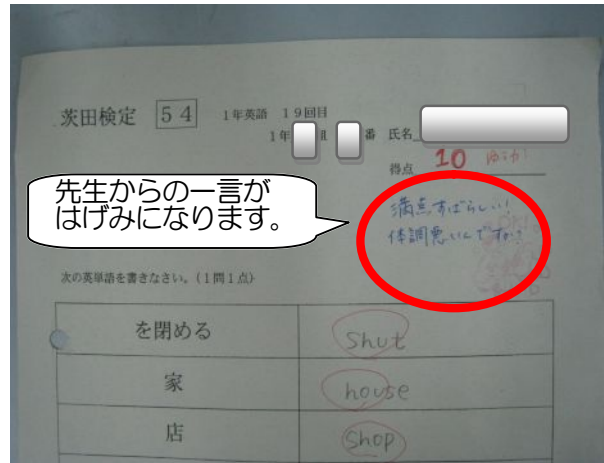 茨田検定 54 1年英語 19回目
1年 組 番 氏名
得点 10
先生からの一言が
はげみになります。
満点すばらしい!
体調悪いんですか?
次の英単語を書きなさい。(1問1点)
を閉める shut
家 house
店 shop